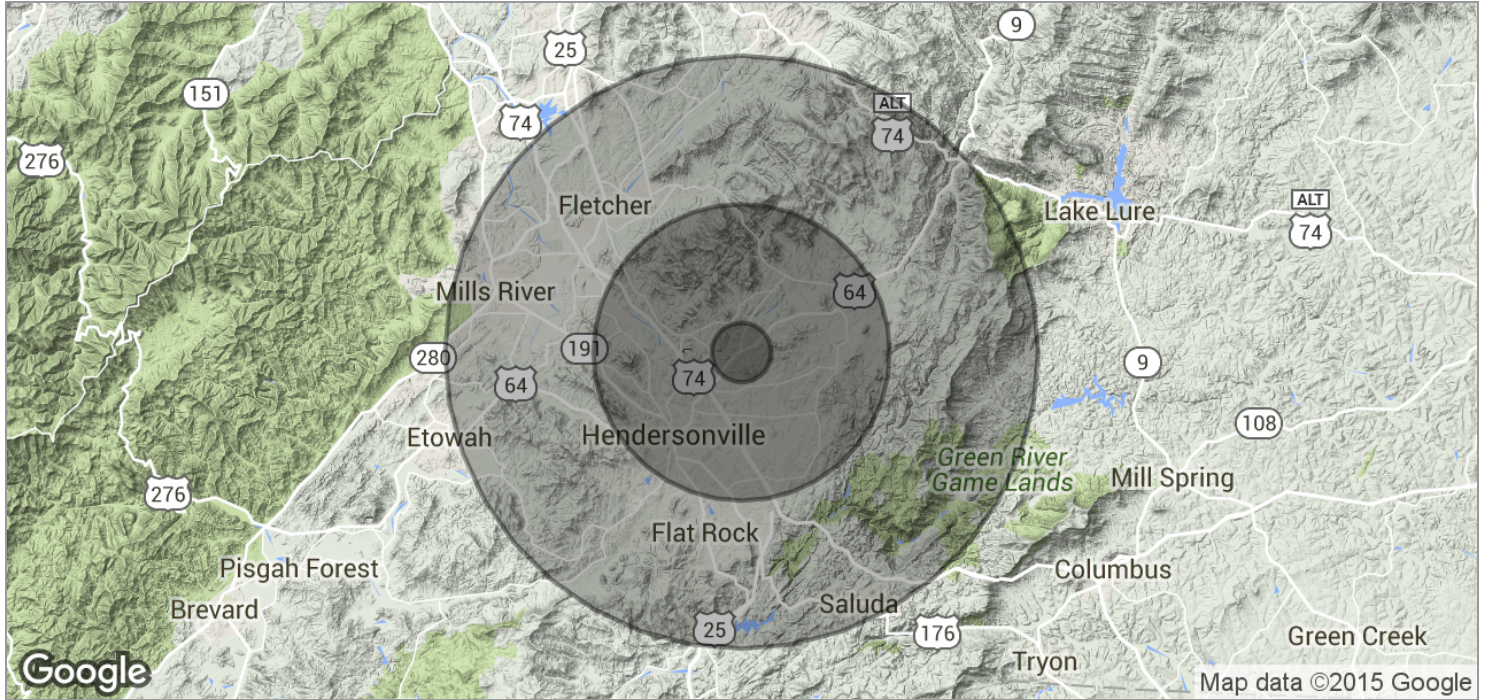 9
25
151
ALT
74
74
276
Fletcher
Lake Lure
ALT
74
Mills River
64
191
280
9
74
64
108
Etowah
Hendersonville
Green River
Game Lands
Mill Spring
276
Flat Rock
Pisgah Forest
Columbus
Brevard
Saluda
25
176
Green Creek
Tryon
Google
Map data ©2015 Google